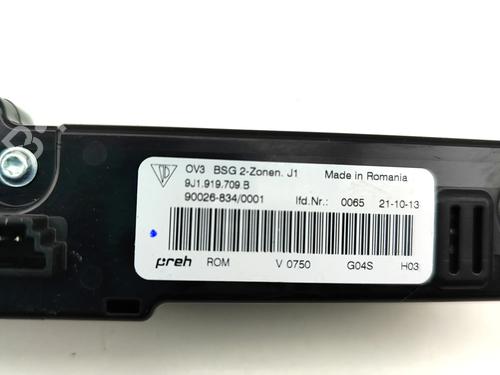 OV3 BSG 2-Zonen. J1 Made in Romania
9J1.919.709 B
90026-834/0001 lfd.Nr.: 0065 21-10-13
preh ROM V 0750 G04S H03